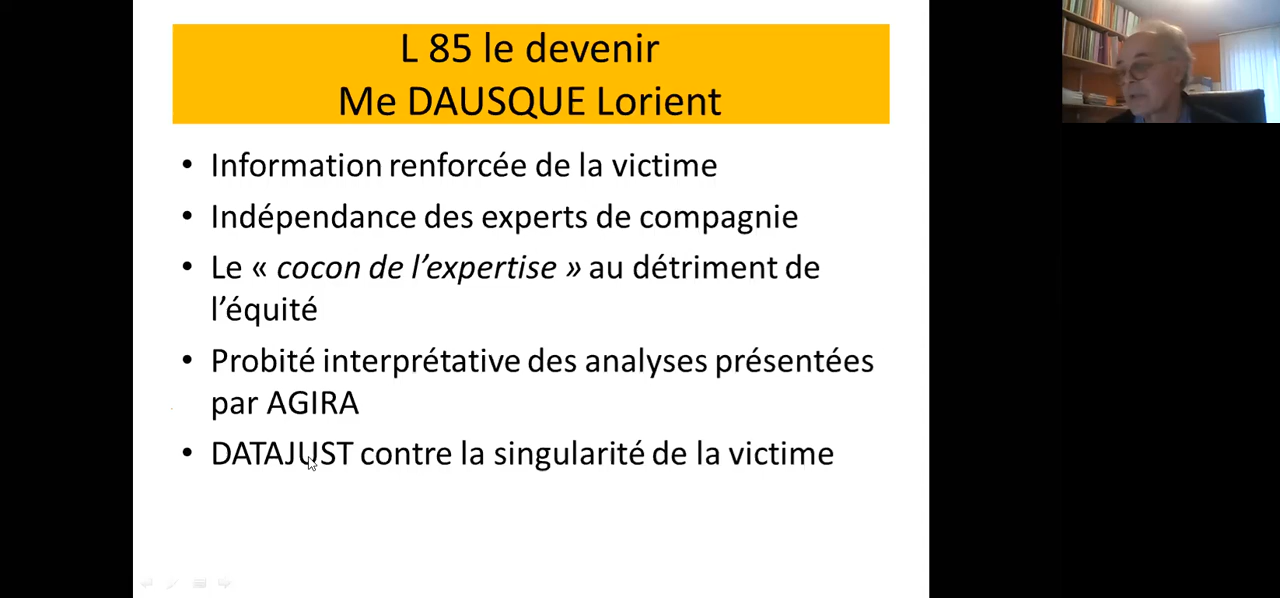 L 85 le devenir
Me DAUSQUE Lorient
• Information renforcée de la victime
• Indépendance des experts de compagnie
• Le « cocon de l’expertise » au détriment de
l’équité
• Probité interprétative des analyses présentées
par AGIRA
• DATAJUST contre la singularité de la victime